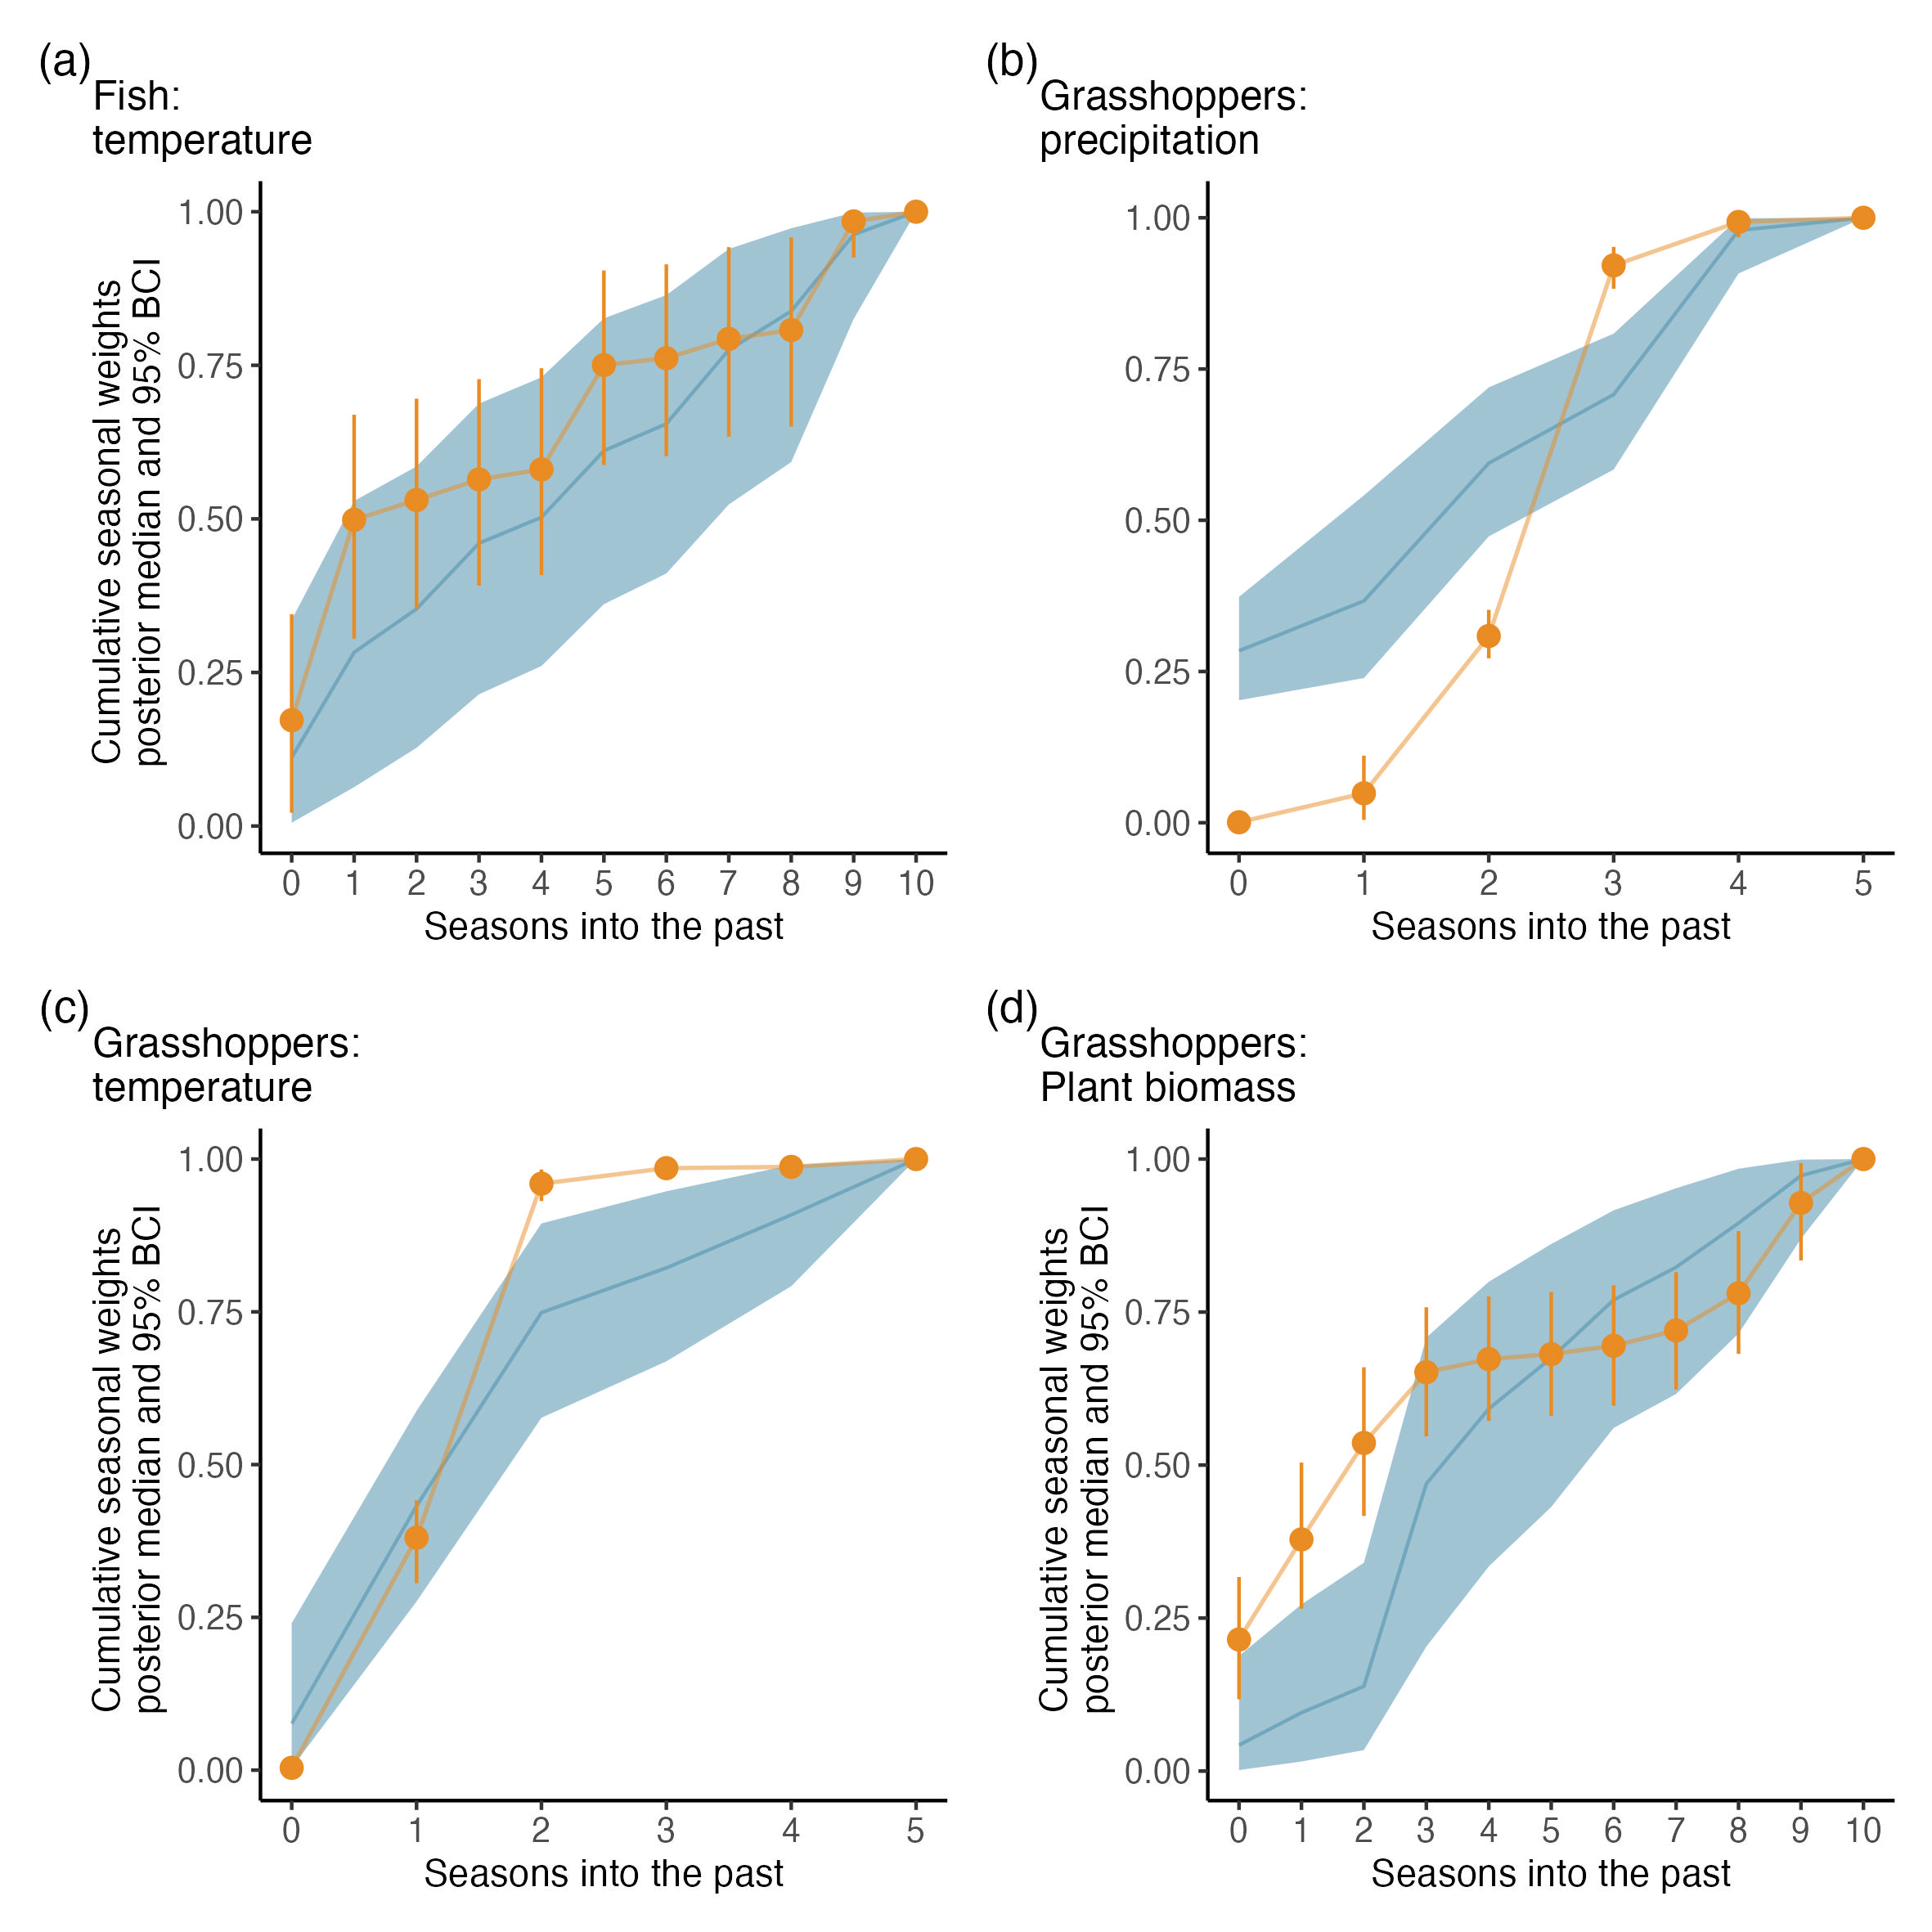 (a)
Fish:
temperature
Cumulative seasonal weights
posterior median and 95% BCI
1.00
0.75
0.50
0.25
0.00
0 1 2 3 4 5 6 7 8 9 10
Seasons into the past
(b)
Grasshoppers:
precipitation
1.00
0.75
0.50
0.25
0.00
0 1 2 3 4 5
Seasons into the past
(c)
Grasshoppers:
temperature
Cumulative seasonal weights
posterior median and 95% BCI
1.00
0.75
0.50
0.25
0.00
0 1 2 3 4 5
Seasons into the past
(d)
Grasshoppers:
Plant biomass
Cumulative seasonal weights
posterior median and 95% BCI
1.00
0.75
0.50
0.25
0.00
0 1 2 3 4 5 6 7 8 9 10
Seasons into the past